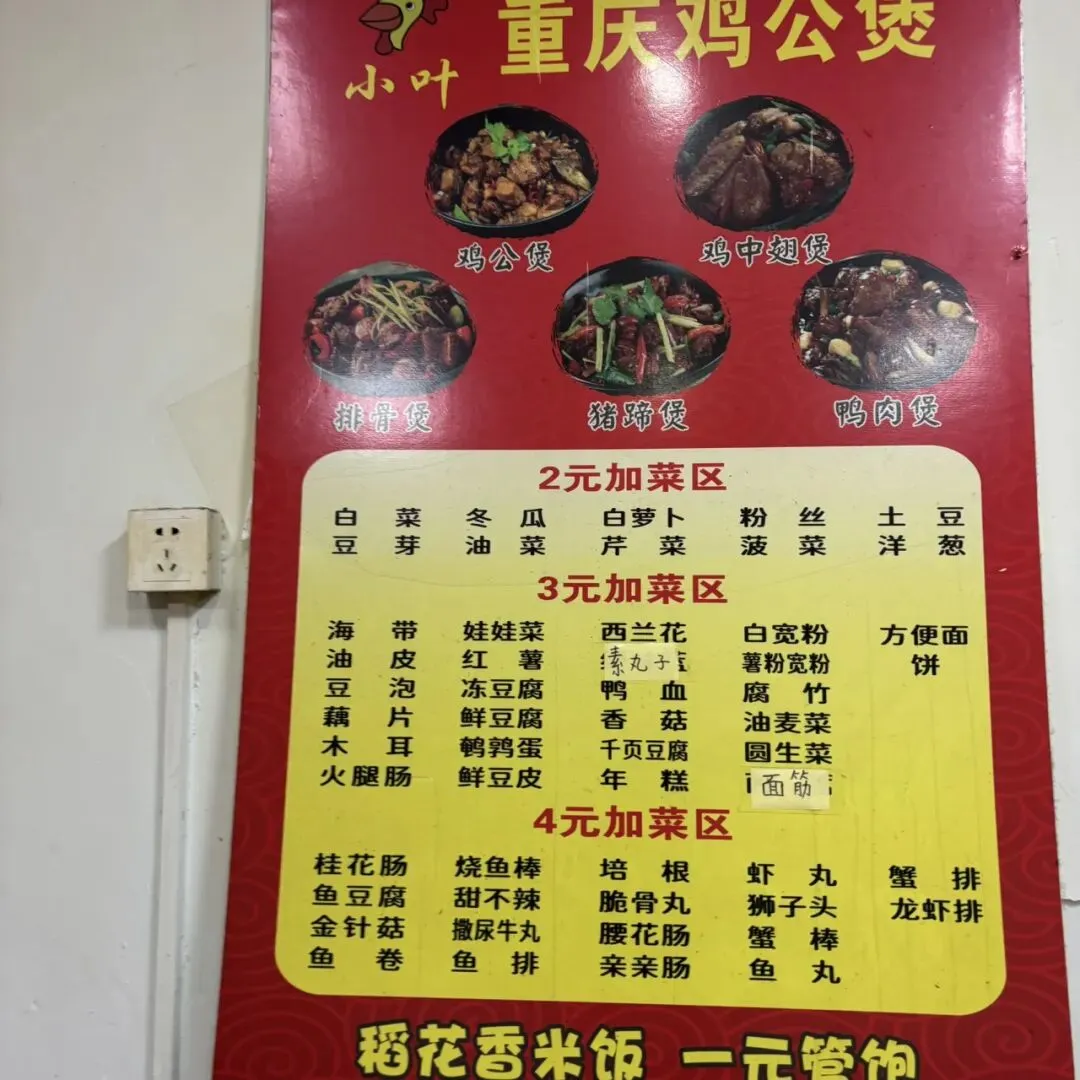 重庆鸡公煲
小叶
鸡公煲 鸡中翅煲
排骨煲 猪蹄煲 鸭肉煲
2元加菜区
白菜 冬瓜 白萝卜 粉丝 土豆
豆芽 油菜 芹菜 菠菜 洋葱
3元加菜区
海带 娃娃菜 西兰花 白宽粉 方便面
油皮 红薯 素丸子 薯粉宽粉 饼
豆泡 冻豆腐 鸭血 腐竹
藕片 鲜豆腐 香菇 油麦菜
木耳 鹌鹑蛋 千页豆腐 圆生菜
火腿肠 鲜豆皮 年糕 面筋
4元加菜区
桂花肠 烧鱼棒 培根 虾丸 蟹排
鱼豆腐 甜不辣 脆骨丸 狮子头 龙虾排
金针菇 撒尿牛丸 腰花肠 蟹棒
鱼卷 鱼排 亲亲肠 鱼丸
稻花香米饭 一元管饱